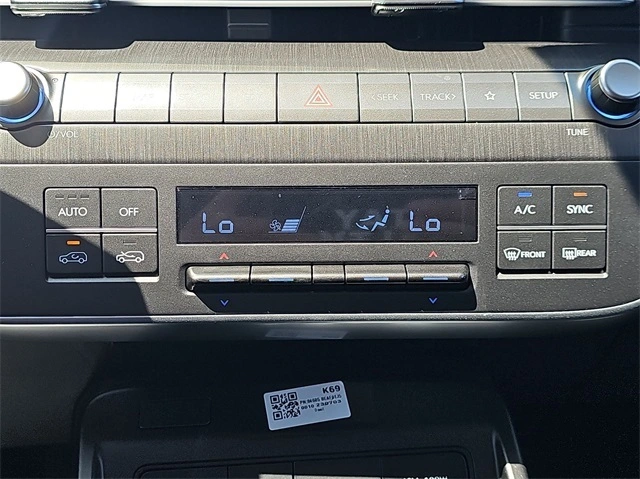 <SEEK TRACK> SETUP
/VOL TUNE
AUTO OFF Lo Lo A/C SYNC
FRONT REAR
K69